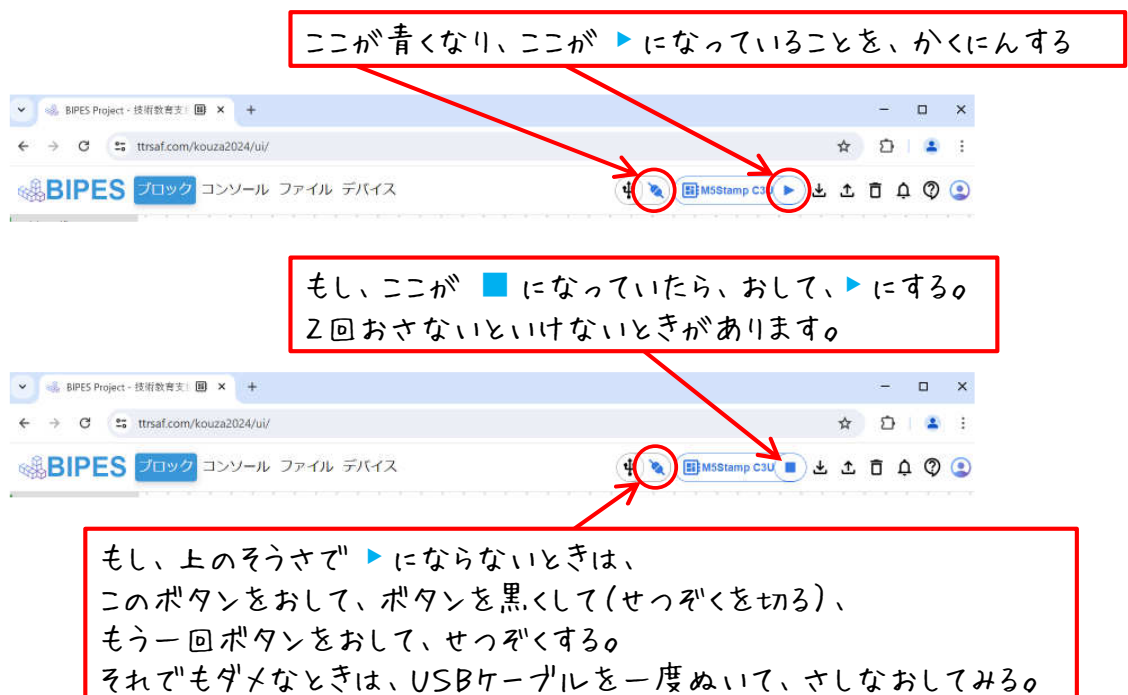 ここが青くなり、ここが ▶ になっていることを、かくにんする
BIPES Project - 技術教育支
ttrsaf.com/kouza2024/ui/
BIPES ブロック コンソール ファイル デバイス M5Stamp C3U
もし、ここが ■ になっていたら、おして、▶ にする。
2回おさないといけないときがあります。
BIPES Project - 技術教育支
ttrsaf.com/kouza2024/ui/
BIPES ブロック コンソール ファイル デバイス M5Stamp C3U
もし、上のそうさで ▶ にならないときは、
このボタンをおして、ボタンを黒くして(せつぞくを切る)、
もう一回ボタンをおして、せつぞくする。
それでもダメなときは、USBケーブルを一度ぬいて、さしなおしてみる。